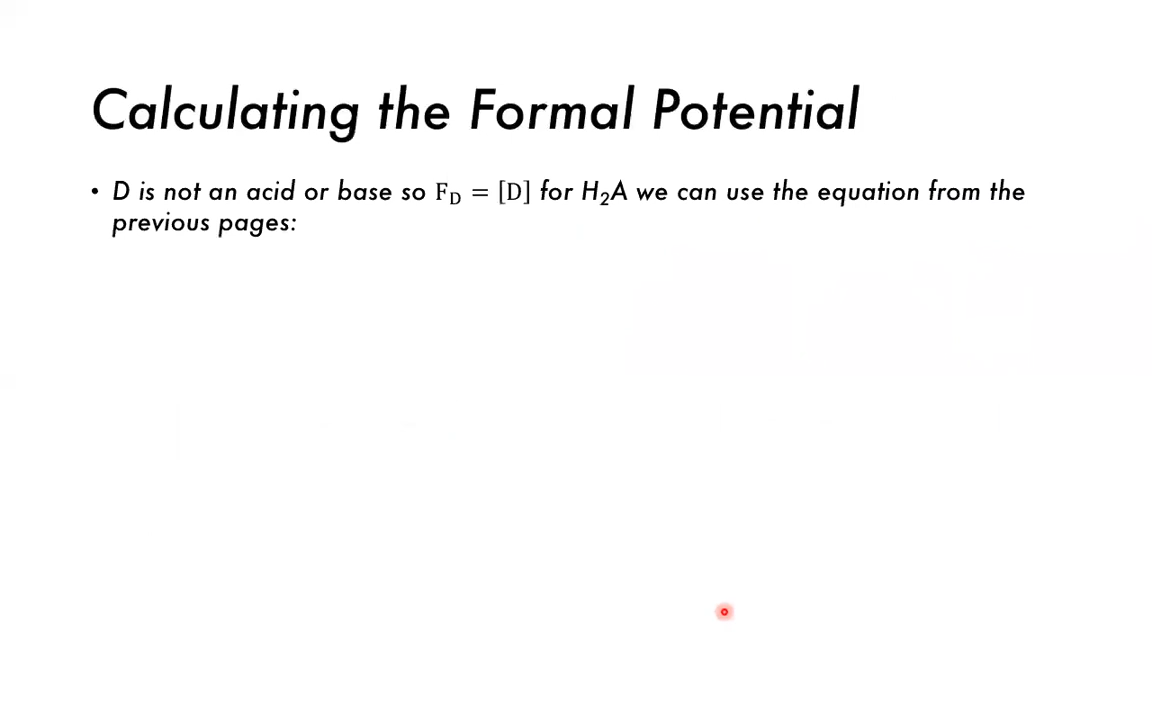 Calculating the Formal Potential
• D is not an acid or base so F_D = [D] for H₂A we can use the equation from the
previous pages: